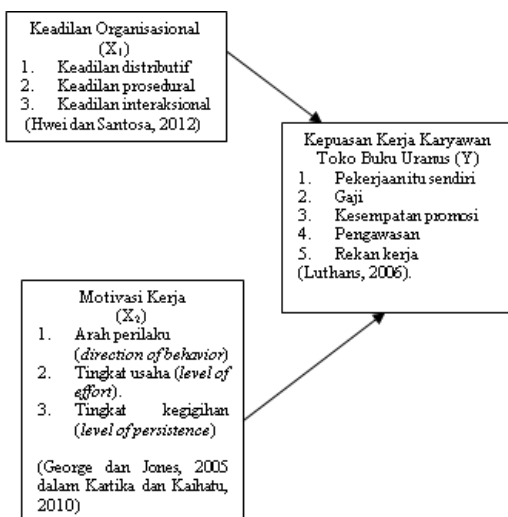 Keadilan Organisasional
(X₁)
1. Keadilan distributif
2. Keadilan prosedural
3. Keadilan interaksional
(Hwei dan Santosa, 2012)
Kepuasan Kerja Karyawan
Toko Buku Uranus (Y)
1. Pekerjaan itu sendiri
2. Gaji
3. Kesempatan promosi
4. Pengawasan
5. Rekan kerja
(Luthans, 2006).
Motivasi Kerja
(X₂)
1. Arah perilaku
(direction of behavior)
2. Tingkat usaha (level of
effort).
3. Tingkat kegigihan
(level of persistence)
(George dan Jones, 2005
dalam Kartika dan Kaihatu,
2010)